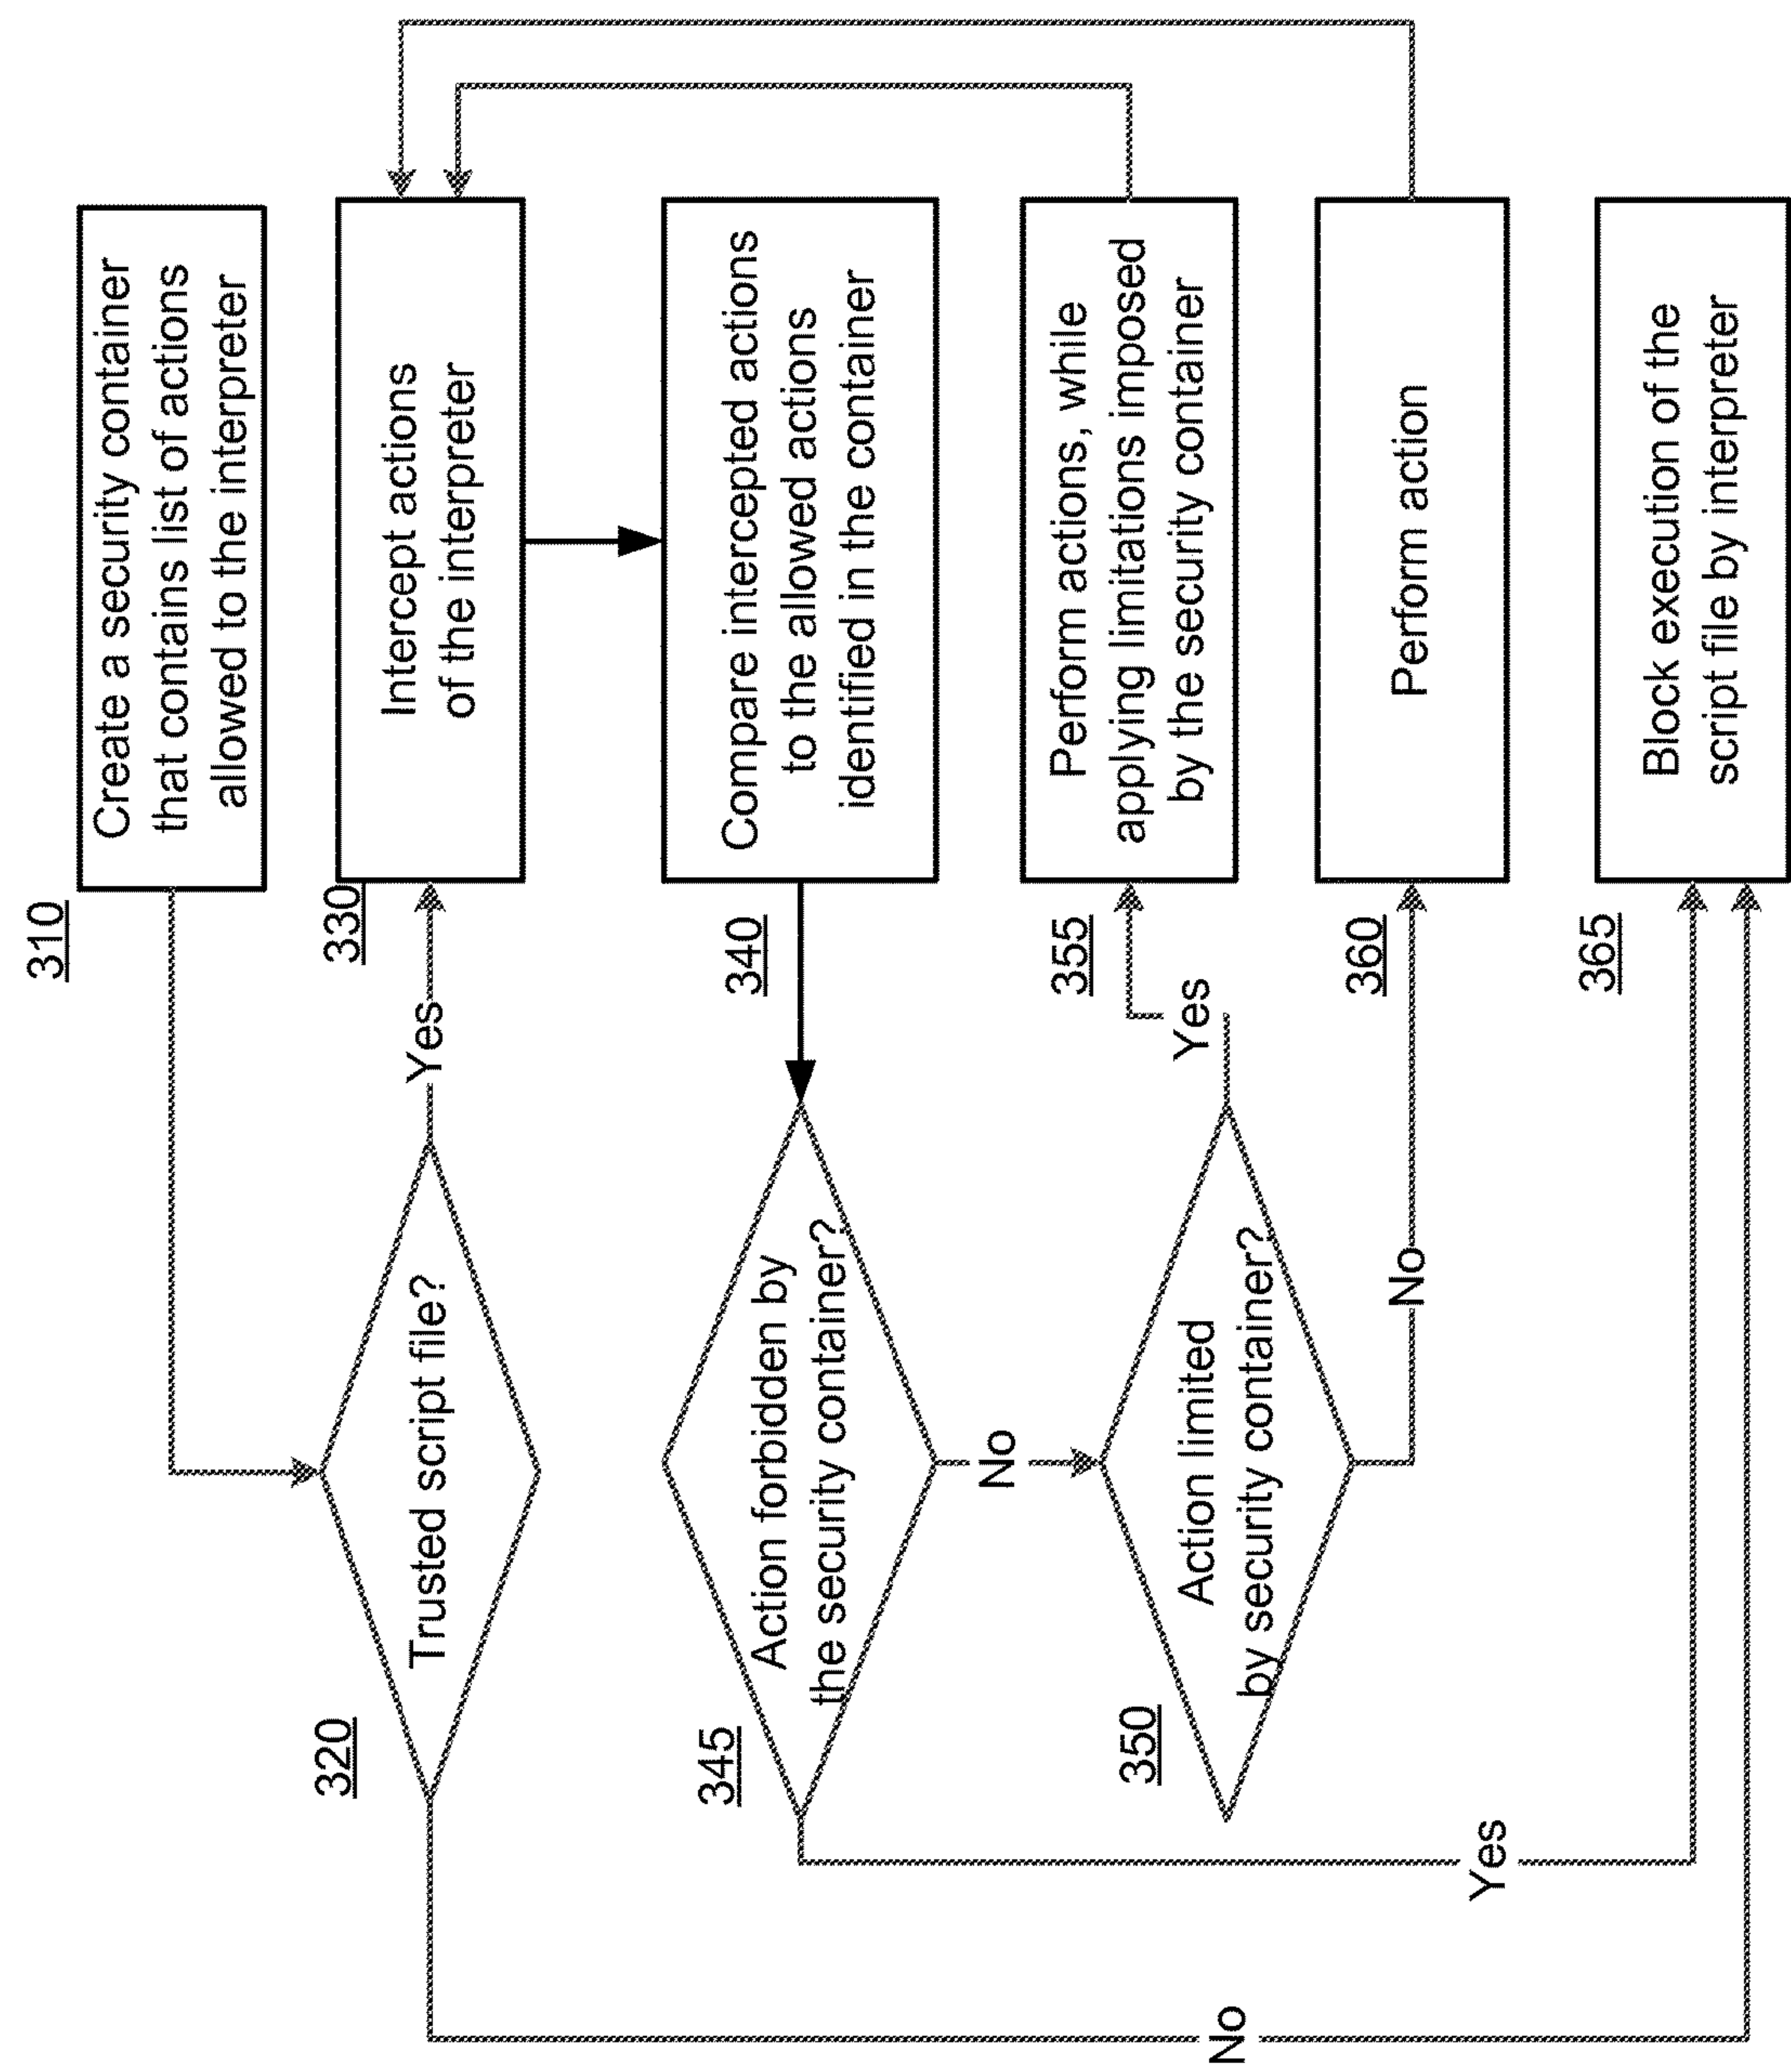 310
Create a security container
that contains list of actions
allowed to the interpreter
320
Trusted script file?
Yes
No
330
Intercept actions
of the interpreter
340
Compare intercepted actions
to the allowed actions
identified in the container
345
Action forbidden by
the security container?
No
Yes
350
Action limited
by security container?
Yes
No
355
Perform actions, while
applying limitations imposed
by the security container
360
Perform action
365
Block execution of the
script file by interpreter